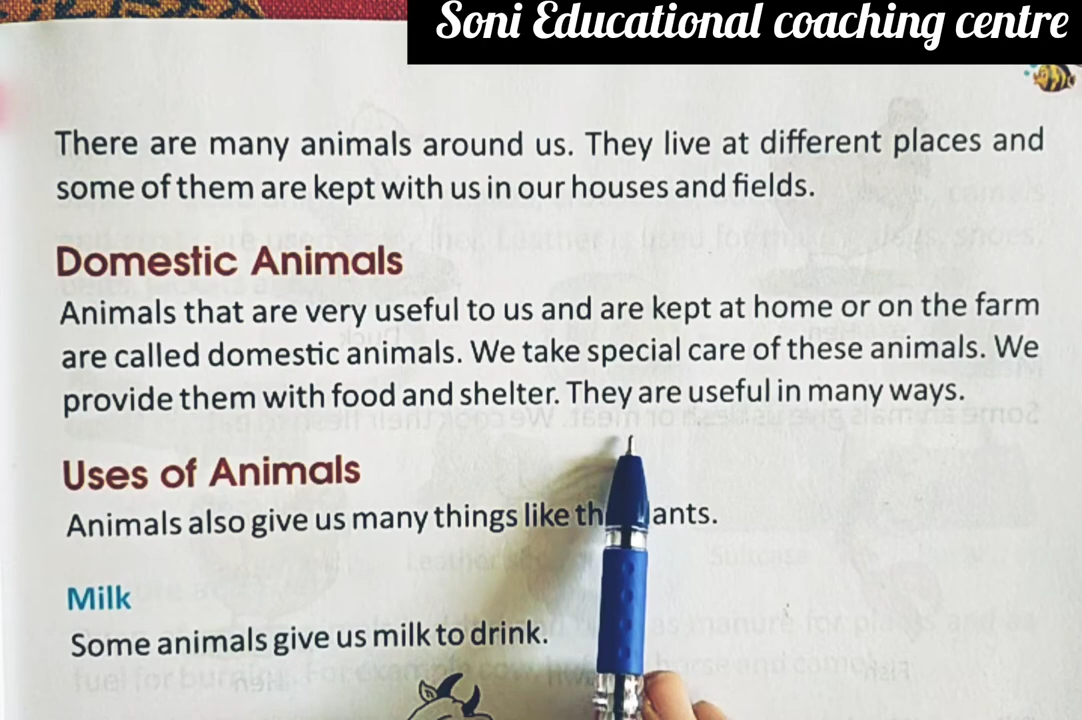 Soni Educational coaching centre
There are many animals around us. They live at different places and
some of them are kept with us in our houses and fields.
Domestic Animals
Animals that are very useful to us and are kept at home or on the farm
are called domestic animals. We take special care of these animals. We
provide them with food and shelter. They are useful in many ways.
Uses of Animals
Animals also give us many things like
Milk
Some animals give us milk to drink.